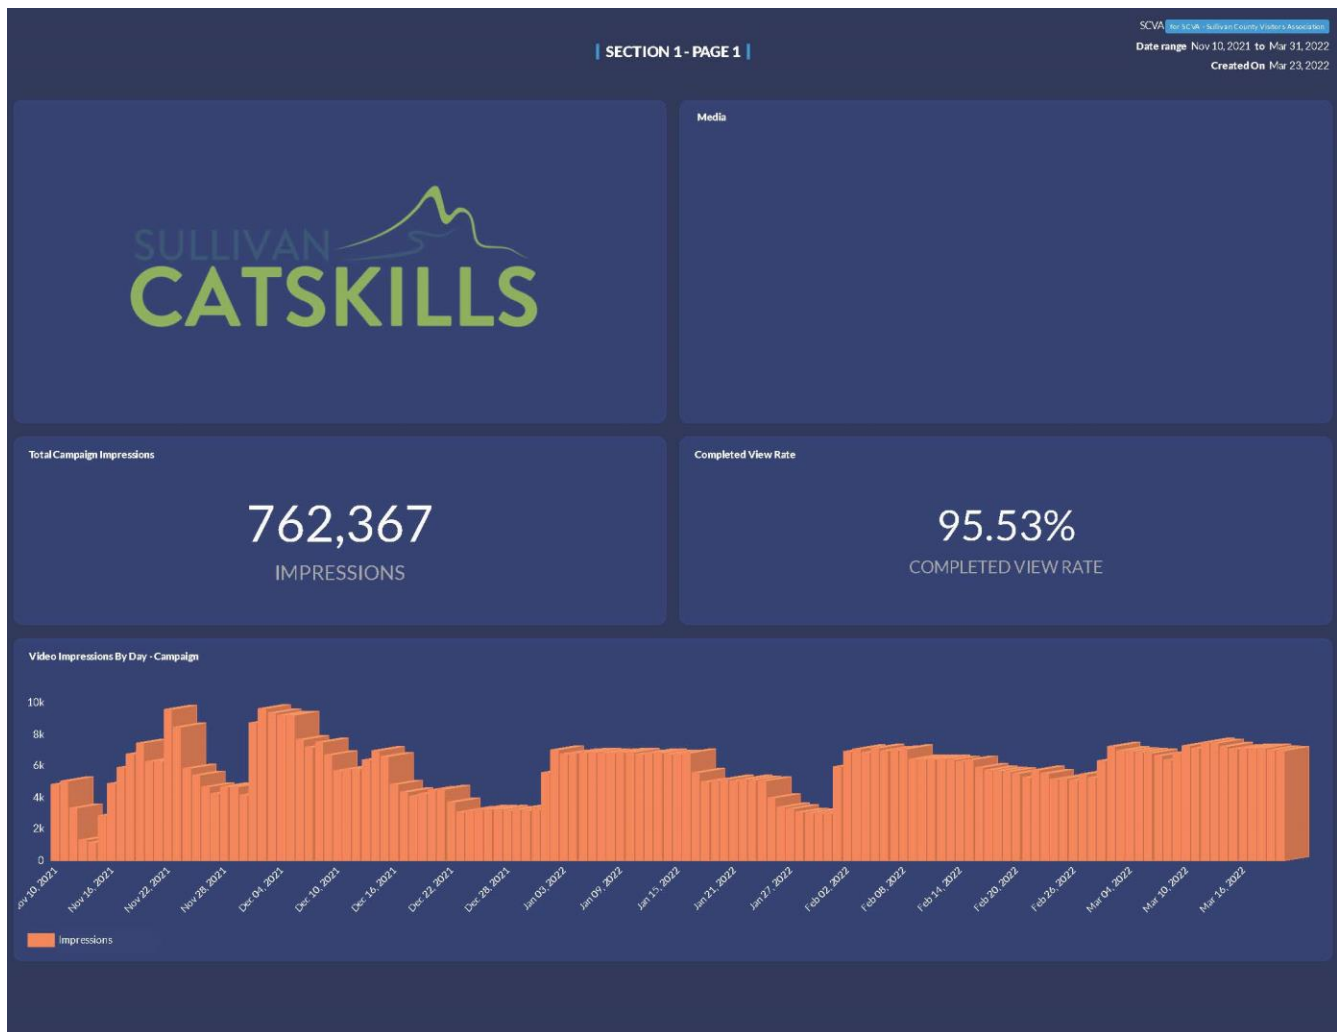 SCVA for SCVA - Sullivan County Visitors Association
| SECTION 1 - PAGE 1 |
Date range Nov 10, 2021 to Mar 31, 2022
Created On Mar 23, 2022
SULLIVAN
CATSKILLS
Media
Total Campaign Impressions
762,367
IMPRESSIONS
Completed View Rate
95.53%
COMPLETED VIEW RATE
Video Impressions By Day - Campaign
10k
8k
6k
4k
2k
0
ov 10, 2021
Nov 16, 2021
Nov 22, 2021
Nov 28, 2021
Dec 04, 2021
Dec 10, 2021
Dec 16, 2021
Dec 22, 2021
Dec 28, 2021
Jan 03, 2022
Jan 09, 2022
Jan 15, 2022
Jan 21, 2022
Jan 27, 2022
Feb 02, 2022
Feb 08, 2022
Feb 14, 2022
Feb 20, 2022
Feb 26, 2022
Mar 04, 2022
Mar 10, 2022
Mar 16, 2022
Impressions